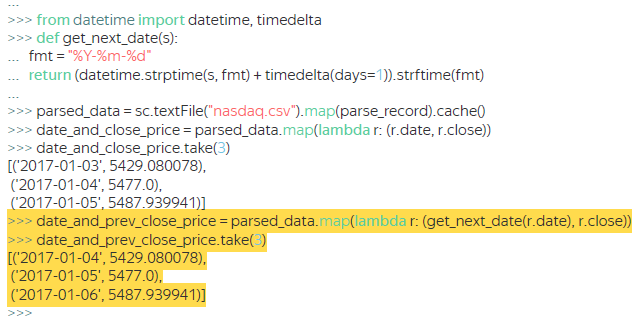 ...
>>> from datetime import datetime, timedelta
>>> def get_next_date(s):
...   fmt = "%Y-%m-%d"
...   return (datetime.strptime(s, fmt) + timedelta(days=1)).strftime(fmt)
...
>>> parsed_data = sc.textFile("nasdaq.csv").map(parse_record).cache()
>>> date_and_close_price = parsed_data.map(lambda r: (r.date, r.close))
>>> date_and_close_price.take(3)
[('2017-01-03', 5429.080078),
 ('2017-01-04', 5477.0),
 ('2017-01-05', 5487.939941)]
>>> date_and_prev_close_price = parsed_data.map(lambda r: (get_next_date(r.date), r.close))
>>> date_and_prev_close_price.take(3)
[('2017-01-04', 5429.080078),
 ('2017-01-05', 5477.0),
 ('2017-01-06', 5487.939941)]
>>>